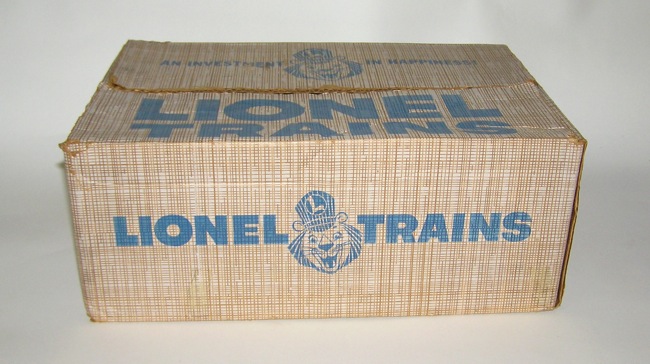 AN INVESTMENT IN HAPPINESS!
LIONEL
TRAINS
LIONEL TRAINS
L